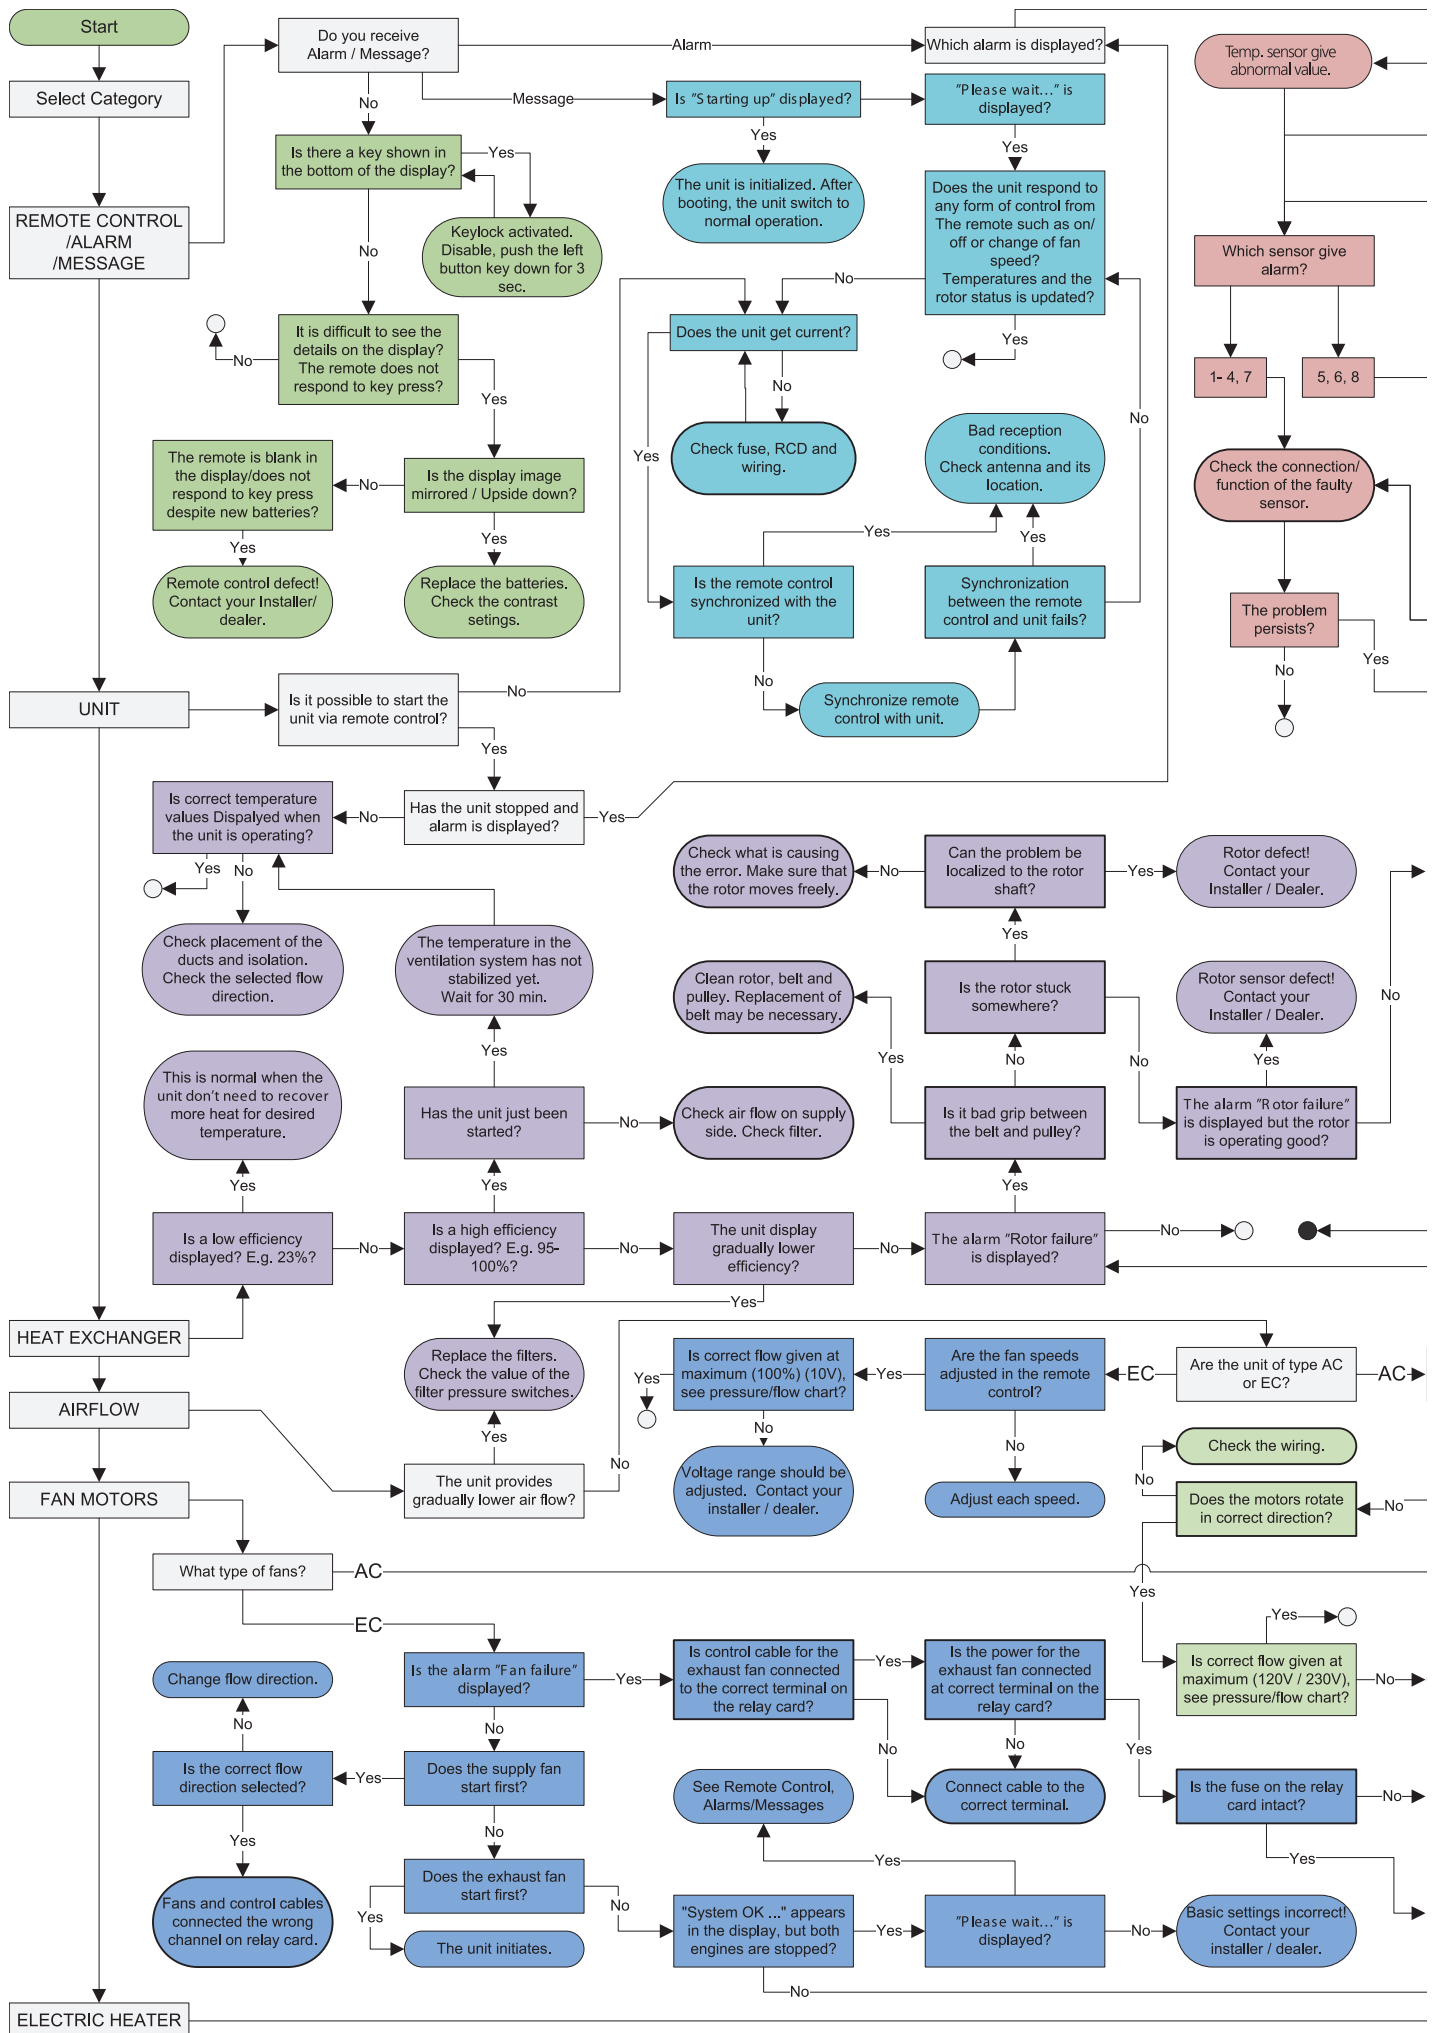 Start
Select Category
REMOTE CONTROL
/ALARM
/MESSAGE
Do you receive
Alarm / Message?
Alarm
Which alarm is displayed?
No
Message
Is "Starting up" displayed?
"Please wait..." is
displayed?
Yes
Yes
Is there a key shown in
the bottom of the display?
Yes
Keylock activated.
Disable, push the left
button key down for 3
sec.
The unit is initialized. After
booting, the unit switch to
normal operation.
Does the unit respond to
any form of control from
The remote such as on/
off or change of fan
speed?
Temperatures and the
rotor status is updated?
No
No
Yes
Temp. sensor give
abnormal value.
Which sensor give
alarm?
1- 4, 7
5, 6, 8
Check the connection/
function of the faulty
sensor.
The problem
persists?
Yes
No
It is difficult to see the
details on the display?
The remote does not
respond to key press?
No
Yes
Does the unit get current?
No
Yes
Check fuse, RCD and
wiring.
Bad reception
conditions.
Check antenna and its
location.
No
The remote is blank in
the display/does not
respond to key press
despite new batteries?
No
Is the display image
mirrored / Upside down?
Yes
Yes
Remote control defect!
Contact your Installer/
dealer.
Replace the batteries.
Check the contrast
setings.
Yes
Yes
Is the remote control
synchronized with the
unit?
Synchronization
between the remote
control and unit fails?
No
Synchronize remote
control with unit.
UNIT
Is it possible to start the
unit via remote control?
No
Yes
Is correct temperature
values Dispalyed when
the unit is operating?
No
Has the unit stopped and
alarm is displayed?
Yes
Yes
No
Check placement of the
ducts and isolation.
Check the selected flow
direction.
The temperature in the
ventilation system has not
stabilized yet.
Wait for 30 min.
Check what is causing
the error. Make sure that
the rotor moves freely.
No
Can the problem be
localized to the rotor
shaft?
Yes
Rotor defect!
Contact your
Installer / Dealer.
Yes
Clean rotor, belt and
pulley. Replacement of
belt may be necessary.
Is the rotor stuck
somewhere?
Rotor sensor defect!
Contact your
Installer / Dealer.
No
Yes
Yes
No
No
Yes
This is normal when the
unit don't need to recover
more heat for desired
temperature.
Has the unit just been
started?
No
Check air flow on supply
side. Check filter.
Is it bad grip between
the belt and pulley?
The alarm "Rotor failure"
is displayed but the rotor
is operating good?
Yes
Yes
Yes
Is a low efficiency
displayed? E.g. 23%?
No
Is a high efficiency
displayed? E.g. 95-
100%?
No
The unit display
gradually lower
efficiency?
No
The alarm "Rotor failure"
is displayed?
No
Yes
HEAT EXCHANGER
Replace the filters.
Check the value of the
filter pressure switches.
Yes
Is correct flow given at
maximum (100%) (10V),
see pressure/flow chart?
Yes
Are the fan speeds
adjusted in the remote
control?
EC
Are the unit of type AC
or EC?
AC
AIRFLOW
Yes
No
No
No
Check the wiring.
FAN MOTORS
The unit provides
gradually lower air flow?
Voltage range should be
adjusted. Contact your
installer / dealer.
Adjust each speed.
No
Does the motors rotate
in correct direction?
No
What type of fans?
AC
Yes
EC
Yes
Change flow direction.
Is the alarm "Fan failure"
displayed?
Yes
Is control cable for the
exhaust fan connected
to the correct terminal on
the relay card?
Yes
Is the power for the
exhaust fan connected
at correct terminal on the
relay card?
Is correct flow given at
maximum (120V / 230V),
see pressure/flow chart?
No
No
No
No
No
Yes
Is the correct flow
direction selected?
Yes
Does the supply fan
start first?
See Remote Control,
Alarms/Messages
Connect cable to the
correct terminal.
Is the fuse on the relay
card intact?
No
Yes
No
Yes
Yes
Fans and control cables
connected the wrong
channel on relay card.
Does the exhaust fan
start first?
Yes
No
The unit initiates.
"System OK ..." appears
in the display, but both
engines are stopped?
Yes
"Please wait..." is
displayed?
No
Basic settings incorrect!
Contact your
installer / dealer.
No
ELECTRIC HEATER